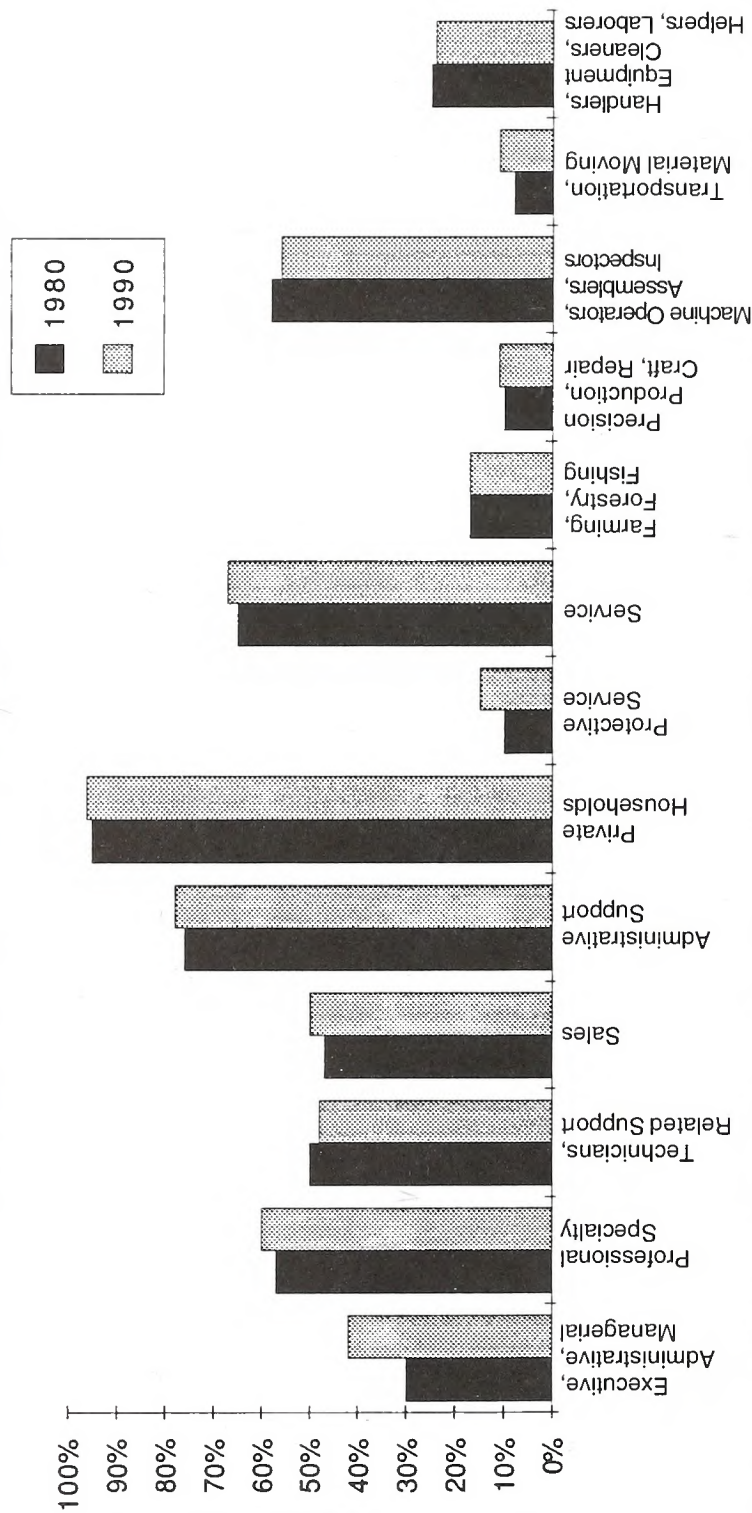 1980
1990
100%
90%
80%
70%
60%
50%
40%
30%
20%
10%
0%
Executive,
Administrative,
Managerial
Professional
Specialty
Technicians,
Related Support
Sales
Administrative
Support
Private
Households
Protective
Service
Service
Farming,
Forestry,
Fishing
Precision
Production,
Craft, Repair
Machine Operators,
Assemblers,
Inspectors
Transportation,
Material Moving
Handlers,
Equipment
Cleaners,
Helpers, Laborers